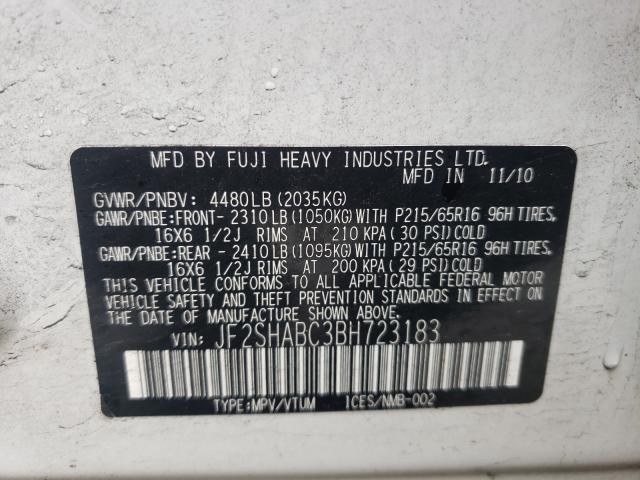 MFD BY FUJI HEAVY INDUSTRIES LTD.
MFD IN 11/10
GVWR/PNBV: 4480LB (2035KG)
GAWR/PNBE:FRONT- 2310LB (1050KG) WITH P215/65R16 96H TIRES,
16X6 1/2J RIMS AT 210 KPA (30 PSI) COLD
GAWR/PNBE:REAR - 2410LB (1095KG) WITH P215/65R16 96H TIRES,
16X6 1/2J RIMS AT 200 KPA (29 PSI) COLD
THIS VEHICLE CONFORMS TO ALL APPLICABLE FEDERAL MOTOR
VEHICLE SAFETY AND THEFT PREVENTION STANDARDS IN EFFECT
ON THE DATE OF MANUFACTURE SHOWN ABOVE.
VIN: JF2SHABC3BH723183
TYPE:MPV/VTUM ICES/NMB-002